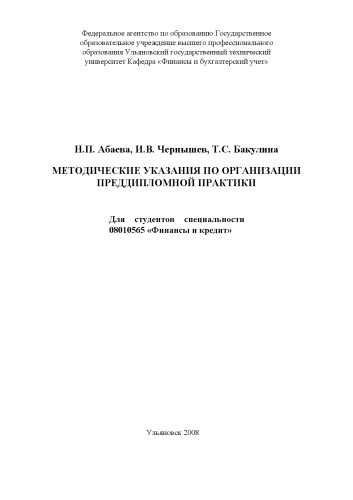 Федеральное агентство по образованию Государственное
образовательное учреждение высшего профессионального
образования Ульяновский государственный технический
университет Кафедра «Финансы и бухгалтерский учет»
Н.П. Абаева, И.В. Чернышев, Т.С. Бакулина
МЕТОДИЧЕСКИЕ УКАЗАНИЯ ПО ОРГАНИЗАЦИИ
ПРЕДДИПЛОМНОЙ ПРАКТИКИ
Для студентов специальности
08010565 «Финансы и кредит»
Ульяновск 2008